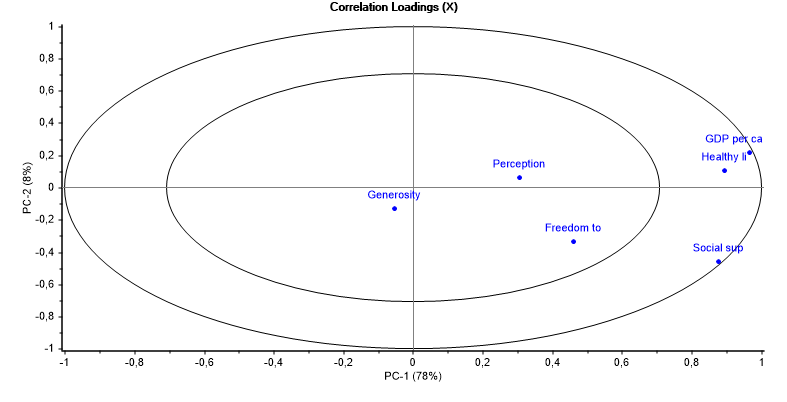 Correlation Loadings (X)
1
0,8
0,6
0,4
0,2
0
-0,2
-0,4
-0,6
-0,8
-1
PC-2 (8%)
GDP per ca
Healthy li
Perception
Generosity
Freedom to
Social sup
-1 -0,8 -0,6 -0,4 -0,2 0 0,2 0,4 0,6 0,8 1
PC-1 (78%)